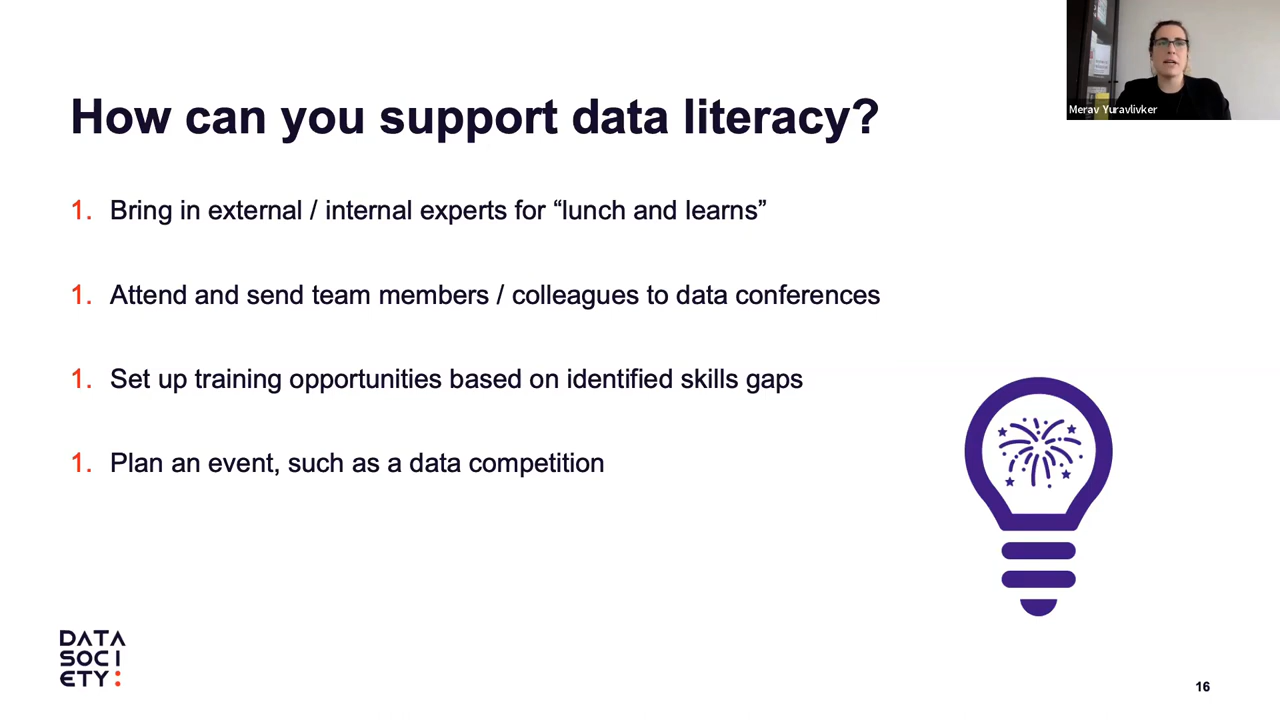 Merav Yuravlivker
How can you support data literacy?
1. Bring in external / internal experts for “lunch and learns”
1. Attend and send team members / colleagues to data conferences
1. Set up training opportunities based on identified skills gaps
1. Plan an event, such as a data competition
DATA
SOCI
ETY:
16